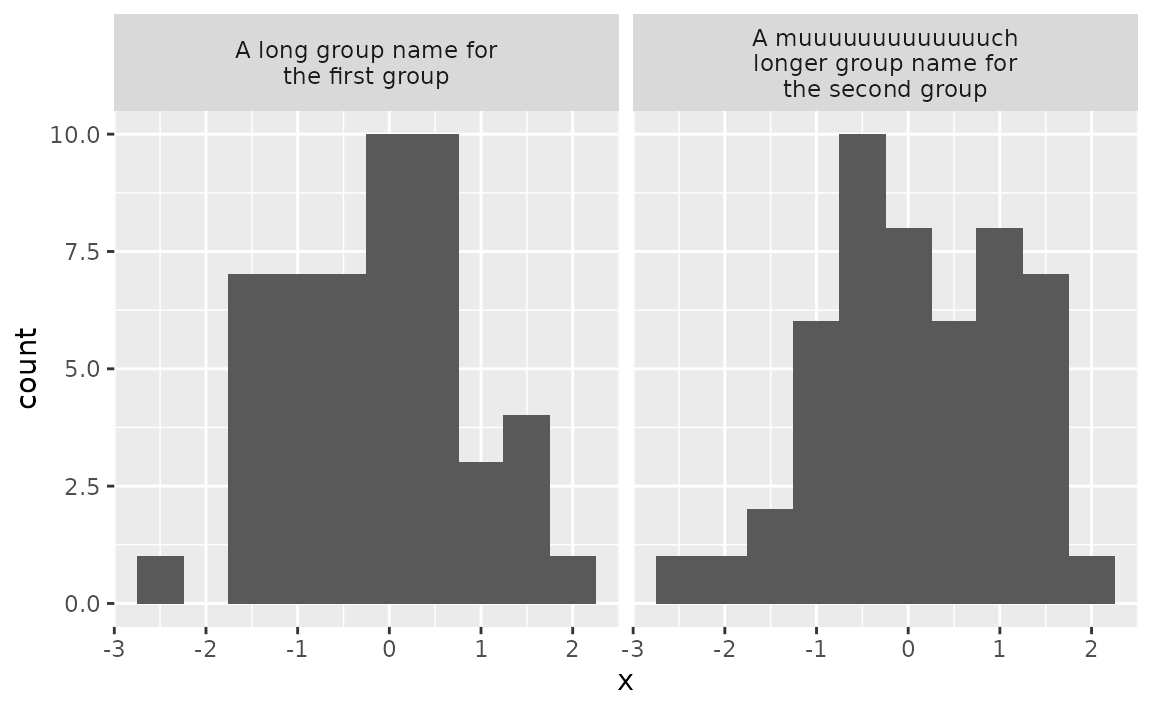 A long group name for
the first group
A muuuuuuuuuuuuuch
longer group name for
the second group
count
10.0
7.5
5.0
2.5
0.0
-3 -2 -1 0 1 2
-3 -2 -1 0 1 2
x